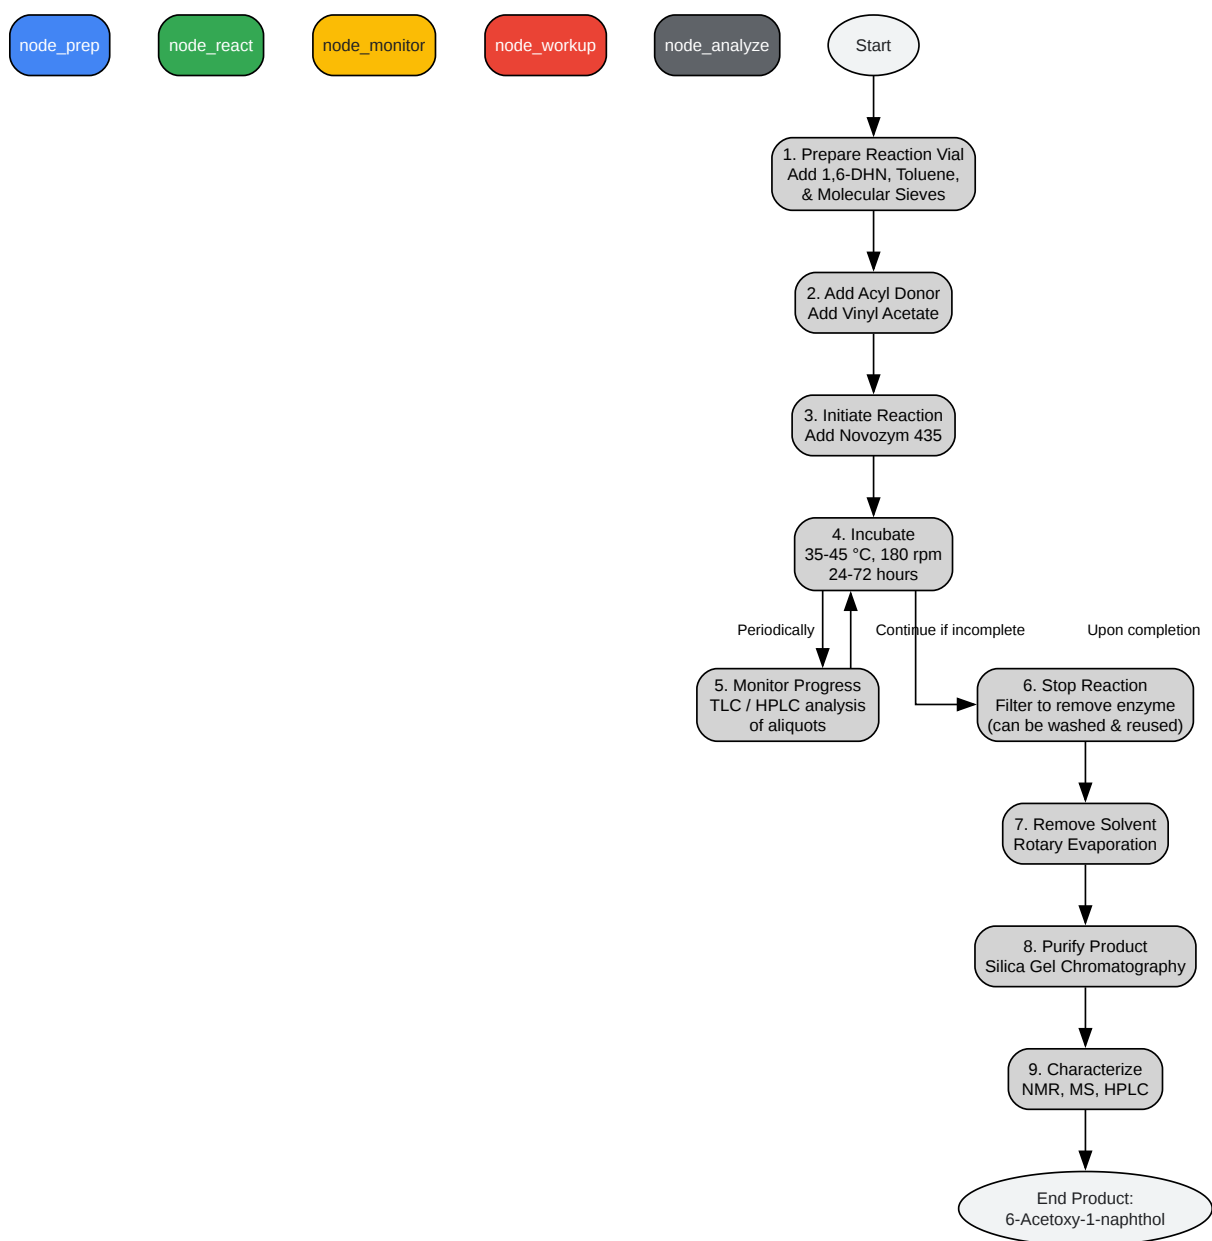 node_prep
node_react
node_monitor
node_workup
node_analyze
Start
1. Prepare Reaction Vial
Add 1,6-DHN, Toluene,
& Molecular Sieves
2. Add Acyl Donor
Add Vinyl Acetate
3. Initiate Reaction
Add Novozym 435
4. Incubate
35-45 °C, 180 rpm
24-72 hours
Periodically
Continue if incomplete
Upon completion
5. Monitor Progress
TLC / HPLC analysis
of aliquots
6. Stop Reaction
Filter to remove enzyme
(can be washed & reused)
7. Remove Solvent
Rotary Evaporation
8. Purify Product
Silica Gel Chromatography
9. Characterize
NMR, MS, HPLC
End Product:
6-Acetoxy-1-naphthol